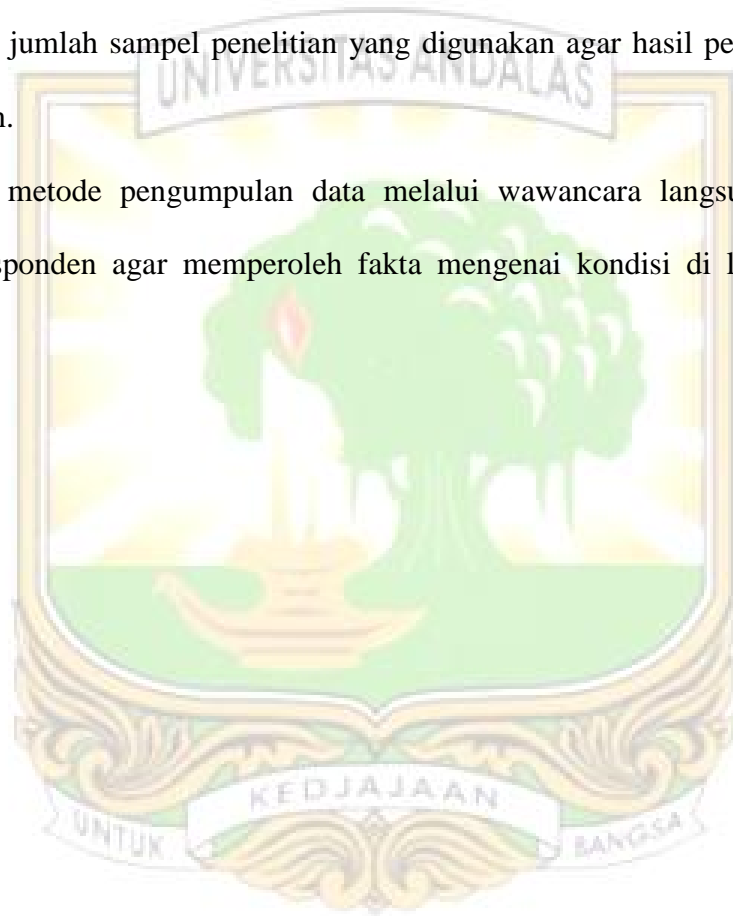 jumlah sampel penelitian yang digunakan agar hasil pe
UNIVERSITAS ANDALAS
n.
metode pengumpulan data melalui wawancara langsu
sponden agar memperoleh fakta mengenai kondisi di l
KEDJAJAAN
UNTUK BANGSA